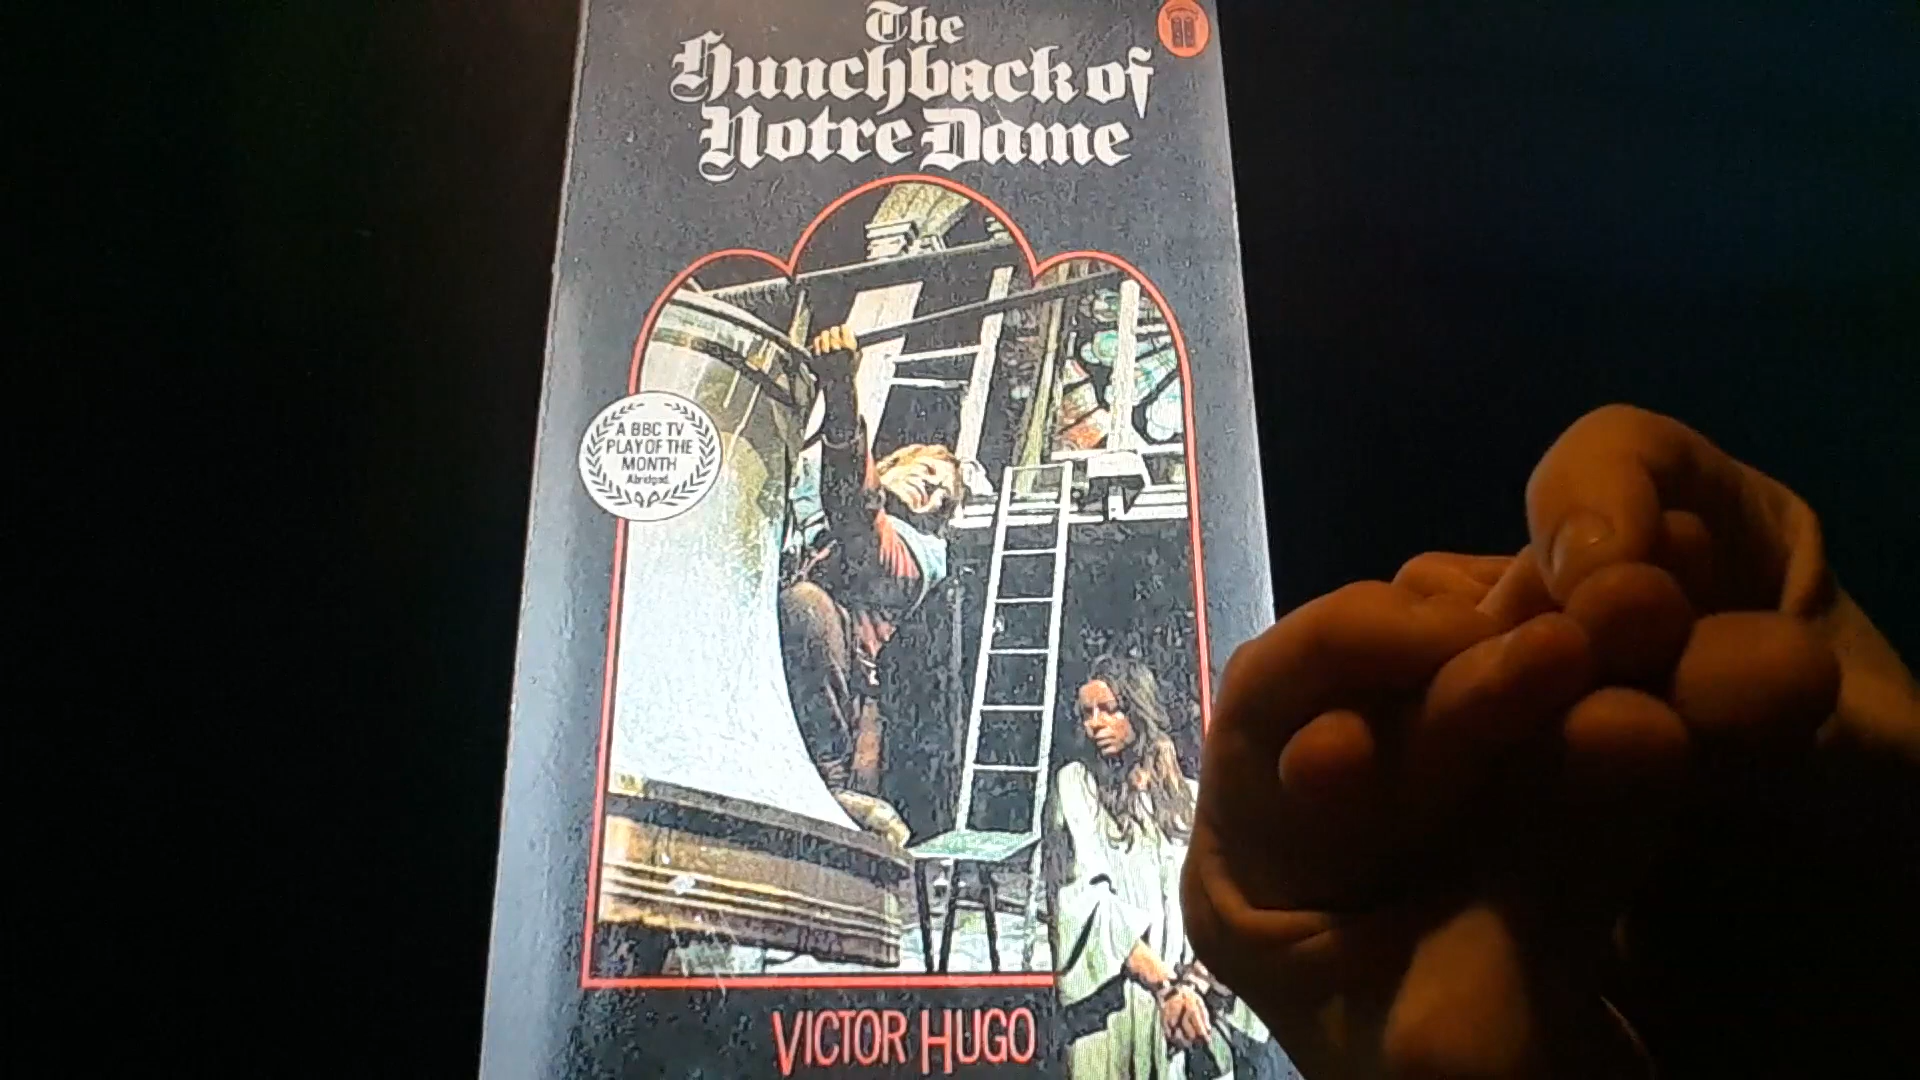 The
Hunchback of
Notre Dame
A BBC TV
PLAY OF THE
MONTH
Abridged.
VICTOR HUGO